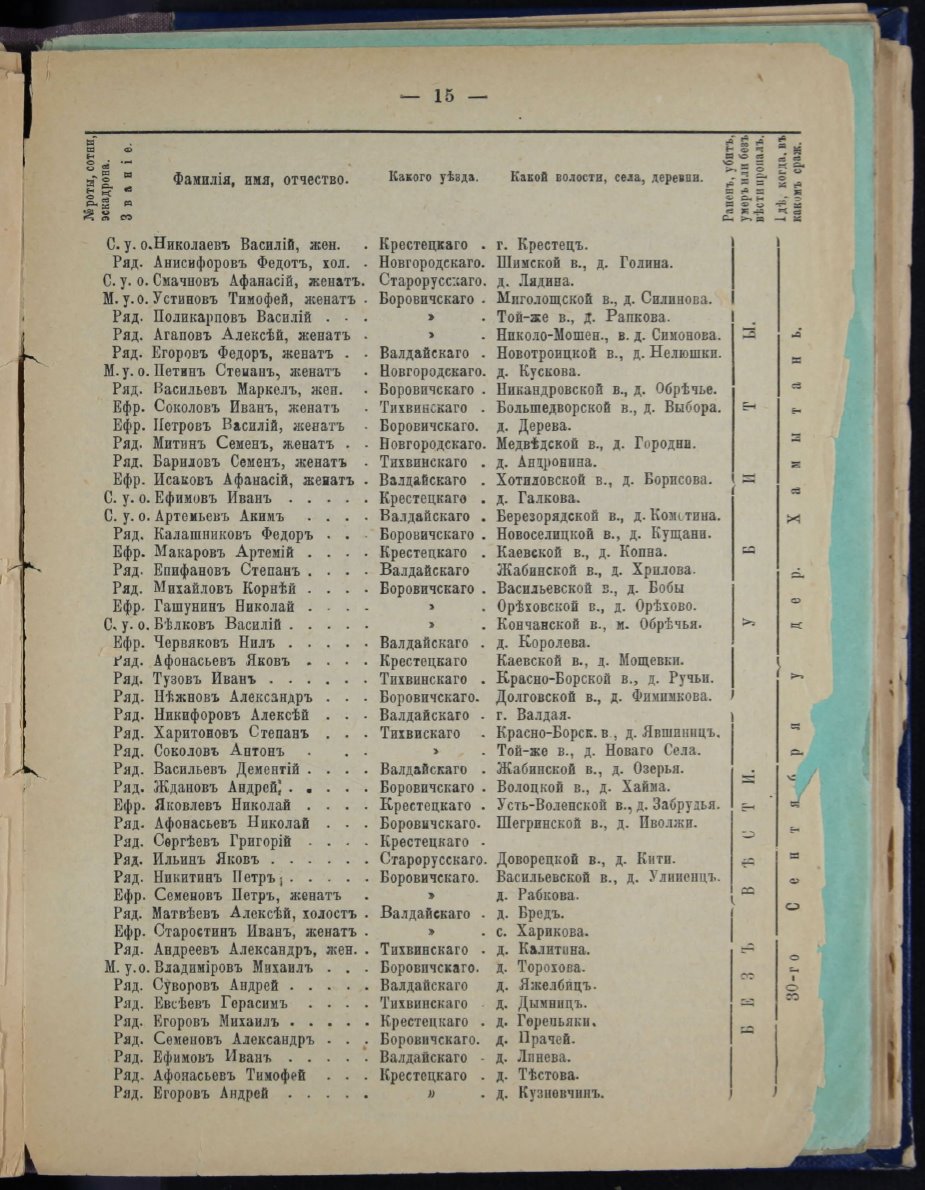 — 15 —
№ роты, сотни, эскадрона.
Званіе.
Фамилія, имя, отчество.
Какого уѣзда.
Какой волости, села, деревни.
Раненъ, убитъ, умеръ или безъ вѣсти пропалъ.
Гдѣ, когда, въ какомъ сраж.
С. у. о. Николаевъ Василій, жен. . Крестецкаго . г. Крестецъ.
Ряд. Анисифоровъ Федотъ, хол. . Новгородскаго. Шимской в., д. Голина.
С. у. о. Смачновъ Афанасій, женатъ. Старорусскаго. д. Лядина.
М. у. о. Устиновъ Тимофей, женатъ . Боровичскаго . Миголощской в., д. Силинова.
Ряд. Поликарповъ Василій . . . » . Той-же в., д. Рапкова.
Ряд. Агаповъ Алексѣй, женатъ . » . Николо-Мошен., в. д. Симонова.
Ряд. Егоровъ Федоръ, женатъ . . Валдайскаго . Новотроицкой в., д. Нелюшки.
М. у. о. Петинъ Степанъ, женатъ . Новгородскаго. д. Кускова.
Ряд. Васильевъ Маркелъ, жен. . Боровичскаго . Никандровской в., д. Обрѣчье.
Ефр. Соколовъ Иванъ, женатъ . Тихвинскаго . Большедворской в., д. Выбора.
Ефр. Петровъ Василій, женатъ . Боровичскаго. д. Дерева.
Ряд. Митинъ Семенъ, женатъ . . Новгородскаго. Медвѣдской в., д. Городни.
Ряд. Бариловъ Семенъ, женатъ . Тихвинскаго . д. Андронина.
Ефр. Исаковъ Афанасій, женатъ . Валдайскаго . Хотиловской в., д. Борисова.
С. у. о. Ефимовъ Иванъ . . . . . Крестецкаго . д. Галкова.
С. у. о. Артемьевъ Акимъ . . . . Валдайскаго . Березорядской в., д. Комотина.
Ряд. Калашниковъ Федоръ . . . Боровичскаго . Новоселицкой в., д. Кущани.
Ефр. Макаровъ Артемій . . . . Крестецкаго . Каевской в., д. Копна.
Ряд. Епифановъ Степанъ . . . . Валдайскаго Жабинской в., д. Хрилова.
Ряд. Михайловъ Корнѣй . . . . Боровичскаго . Васильевской в., д. Бобы
Ефр. Гашунинъ Николай . . . . » . Орѣховской в., д. Орѣхово.
С. у. о. Бѣлковъ Василій . . . . . » . Кончанской в., м. Обрѣчья.
Ефр. Червяковъ Нилъ . . . . . Валдайскаго . д. Королева.
Ряд. Афонасьевъ Яковъ . . . . Крестецкаго Каевской в., д. Мощевки.
Ряд. Тузовъ Иванъ . . . . . . Тихвинскаго . Красно-Борской в., д. Ручьи.
Ряд. Нѣжновъ Александръ . . . Боровичскаго. Долговской в., д. Фимимкова.
Ряд. Никифоровъ Алексѣй . . . Валдайскаго . г. Валдая.
Ряд. Харитоновъ Степанъ . . . Тихвискаго . Красно-Борск. в., д. Явшиницъ.
Ряд. Соколовъ Антонъ . . . » . Той-же в., д. Новаго Села.
Ряд. Васильевъ Дементій . . . . Валдайскаго . Жабинской в., д. Озерья.
Ряд. Ждановъ Андрей . . . . . Боровичскаго . Волоцкой в., д. Хайма.
Ефр. Яковлевъ Николай . . . . Крестецкаго . Усть-Воленской в., д. Забрудья.
Ряд. Афонасьевъ Николай . . . Боровичскаго. Шегринской в., д. Иволжи.
Ряд. Сергѣевъ Григорій . . . . Крестецкаго .
Ряд. Ильинъ Яковъ . . . . . . Старорусскаго. Доворецкой в., д. Кити.
Ряд. Никитинъ Петръ . . . . . Боровичскаго. Васильевской в., д. Улиненцъ.
Ефр. Семеновъ Петръ, женатъ . » д. Рабкова.
Ряд. Матвѣевъ Алексѣй, холостъ . Валдайскаго . д. Бредъ.
Ефр. Старостинъ Иванъ, женатъ . » . с. Харикова.
Ряд. Андреевъ Александръ, жен. . Тихвинскаго . д. Калитина.
М. у. о. Владиміровъ Михаилъ . . . Боровичскаго. д. Торохова.
Ряд. Суворовъ Андрей . . . . . Валдайскаго д. Яжелбицъ.
Ряд. Евсѣевъ Герасимъ . . . . Тихвинскаго . д. Дымницъ.
Ряд. Егоровъ Михаилъ . . . . . Крестецкаго . д. Горепьяки.
Ряд. Семеновъ Александръ . . . Боровичскаго. д. Прачей.
Ряд. Ефимовъ Иванъ . . . . . Валдайскаго . д. Линева.
Ряд. Афонасьевъ Тимофей . . . Крестецкаго . д. Тѣстова.
Ряд. Егоровъ Андрей . . . . . » . д. Кузновчинъ.
УБИТЫ.
БЕЗЪ ВѢСТИ.
30-го Сентября у дер. Хамытань.